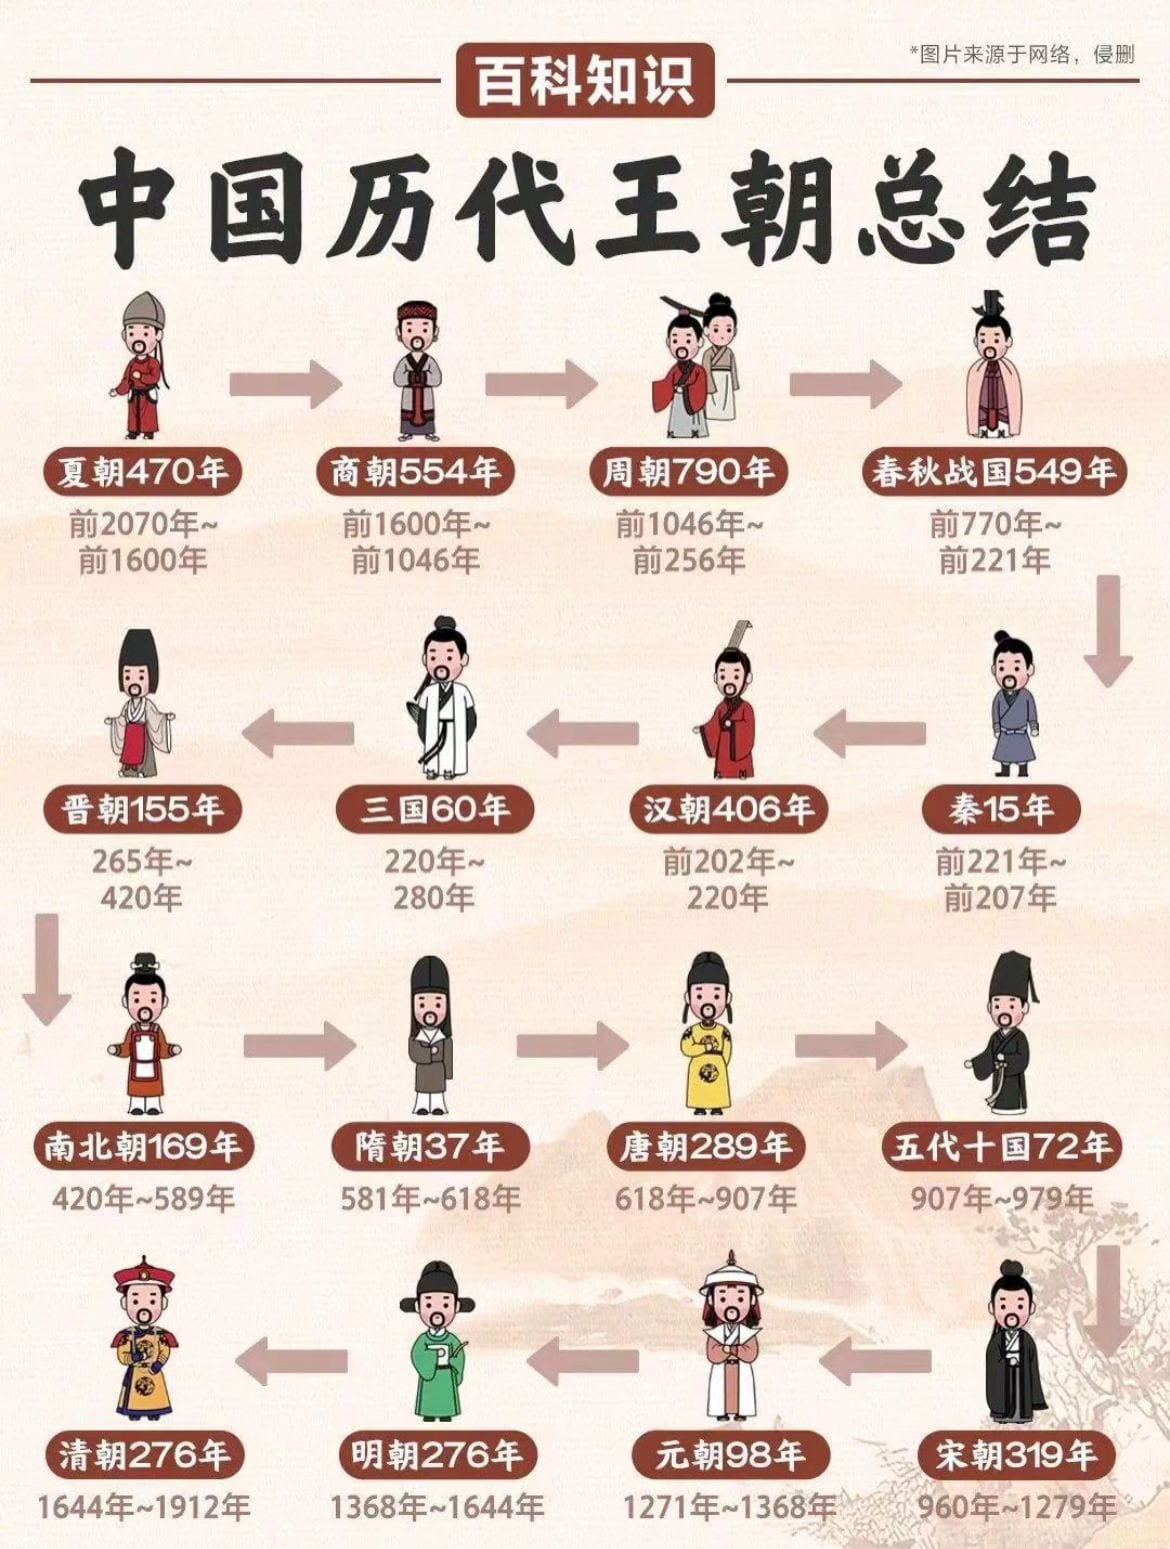 *图片来源于网络，侵删
百科知识
中国历代王朝总结
夏朝470年
前2070年~
前1600年
商朝554年
前1600年~
前1046年
周朝790年
前1046年~
前256年
春秋战国549年
前770年~
前221年
晋朝155年
265年~
420年
三国60年
220年~
280年
汉朝406年
前202年~
220年
秦15年
前221年~
前207年
南北朝169年
420年~589年
隋朝37年
581年~618年
唐朝289年
618年~907年
五代十国72年
907年~979年
清朝276年
1644年~1912年
明朝276年
1368年~1644年
元朝98年
1271年~1368年
宋朝319年
960年~1279年